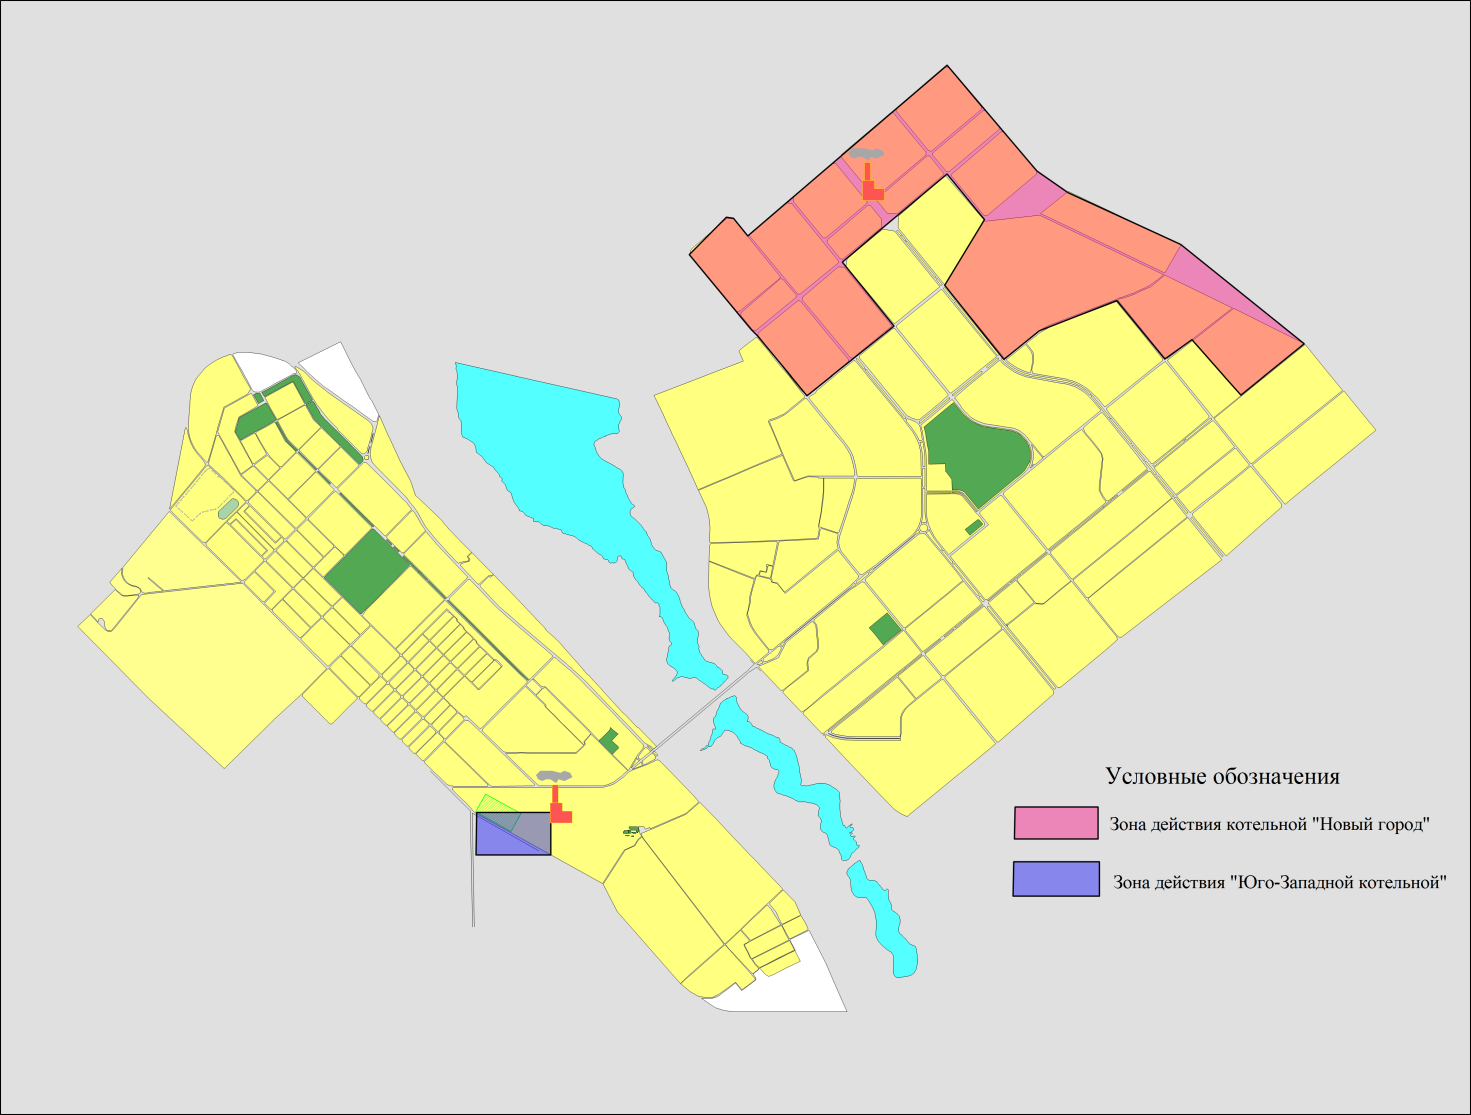 Условные обозначения
Зона действия котельной "Новый город"
Зона действия "Юго-Западной котельной"